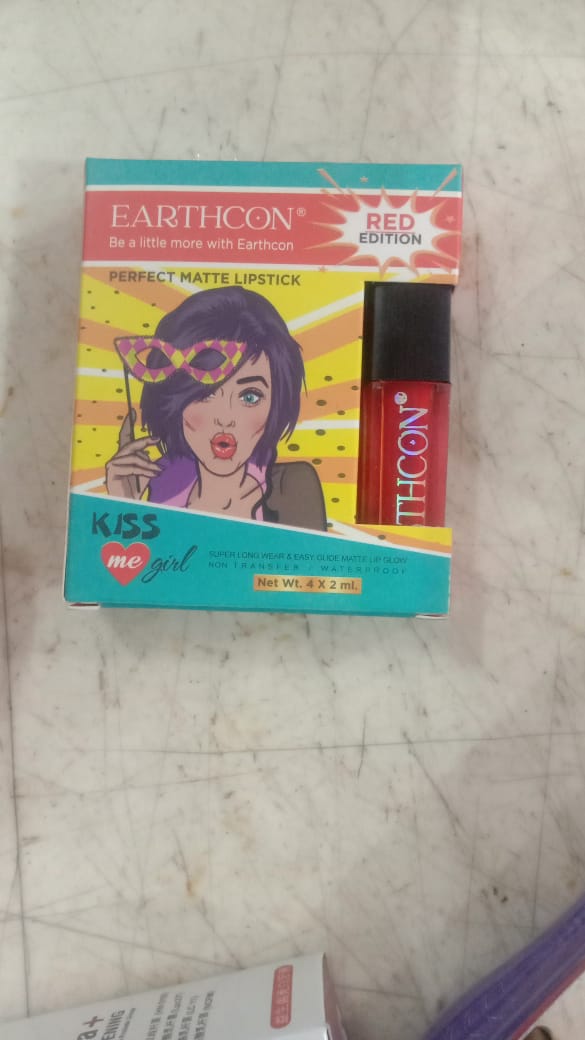 EARTHCON®
Be a little more with Earthcon
RED
EDITION
PERFECT MATTE LIPSTICK
THCON®
KISS
me girl
SUPER LONG WEAR & EASY GLIDE MATTE LIP GLOW
NON TRANSFER / WATERPROOF
Net Wt. 4 X 2 ml.
a+
ENING